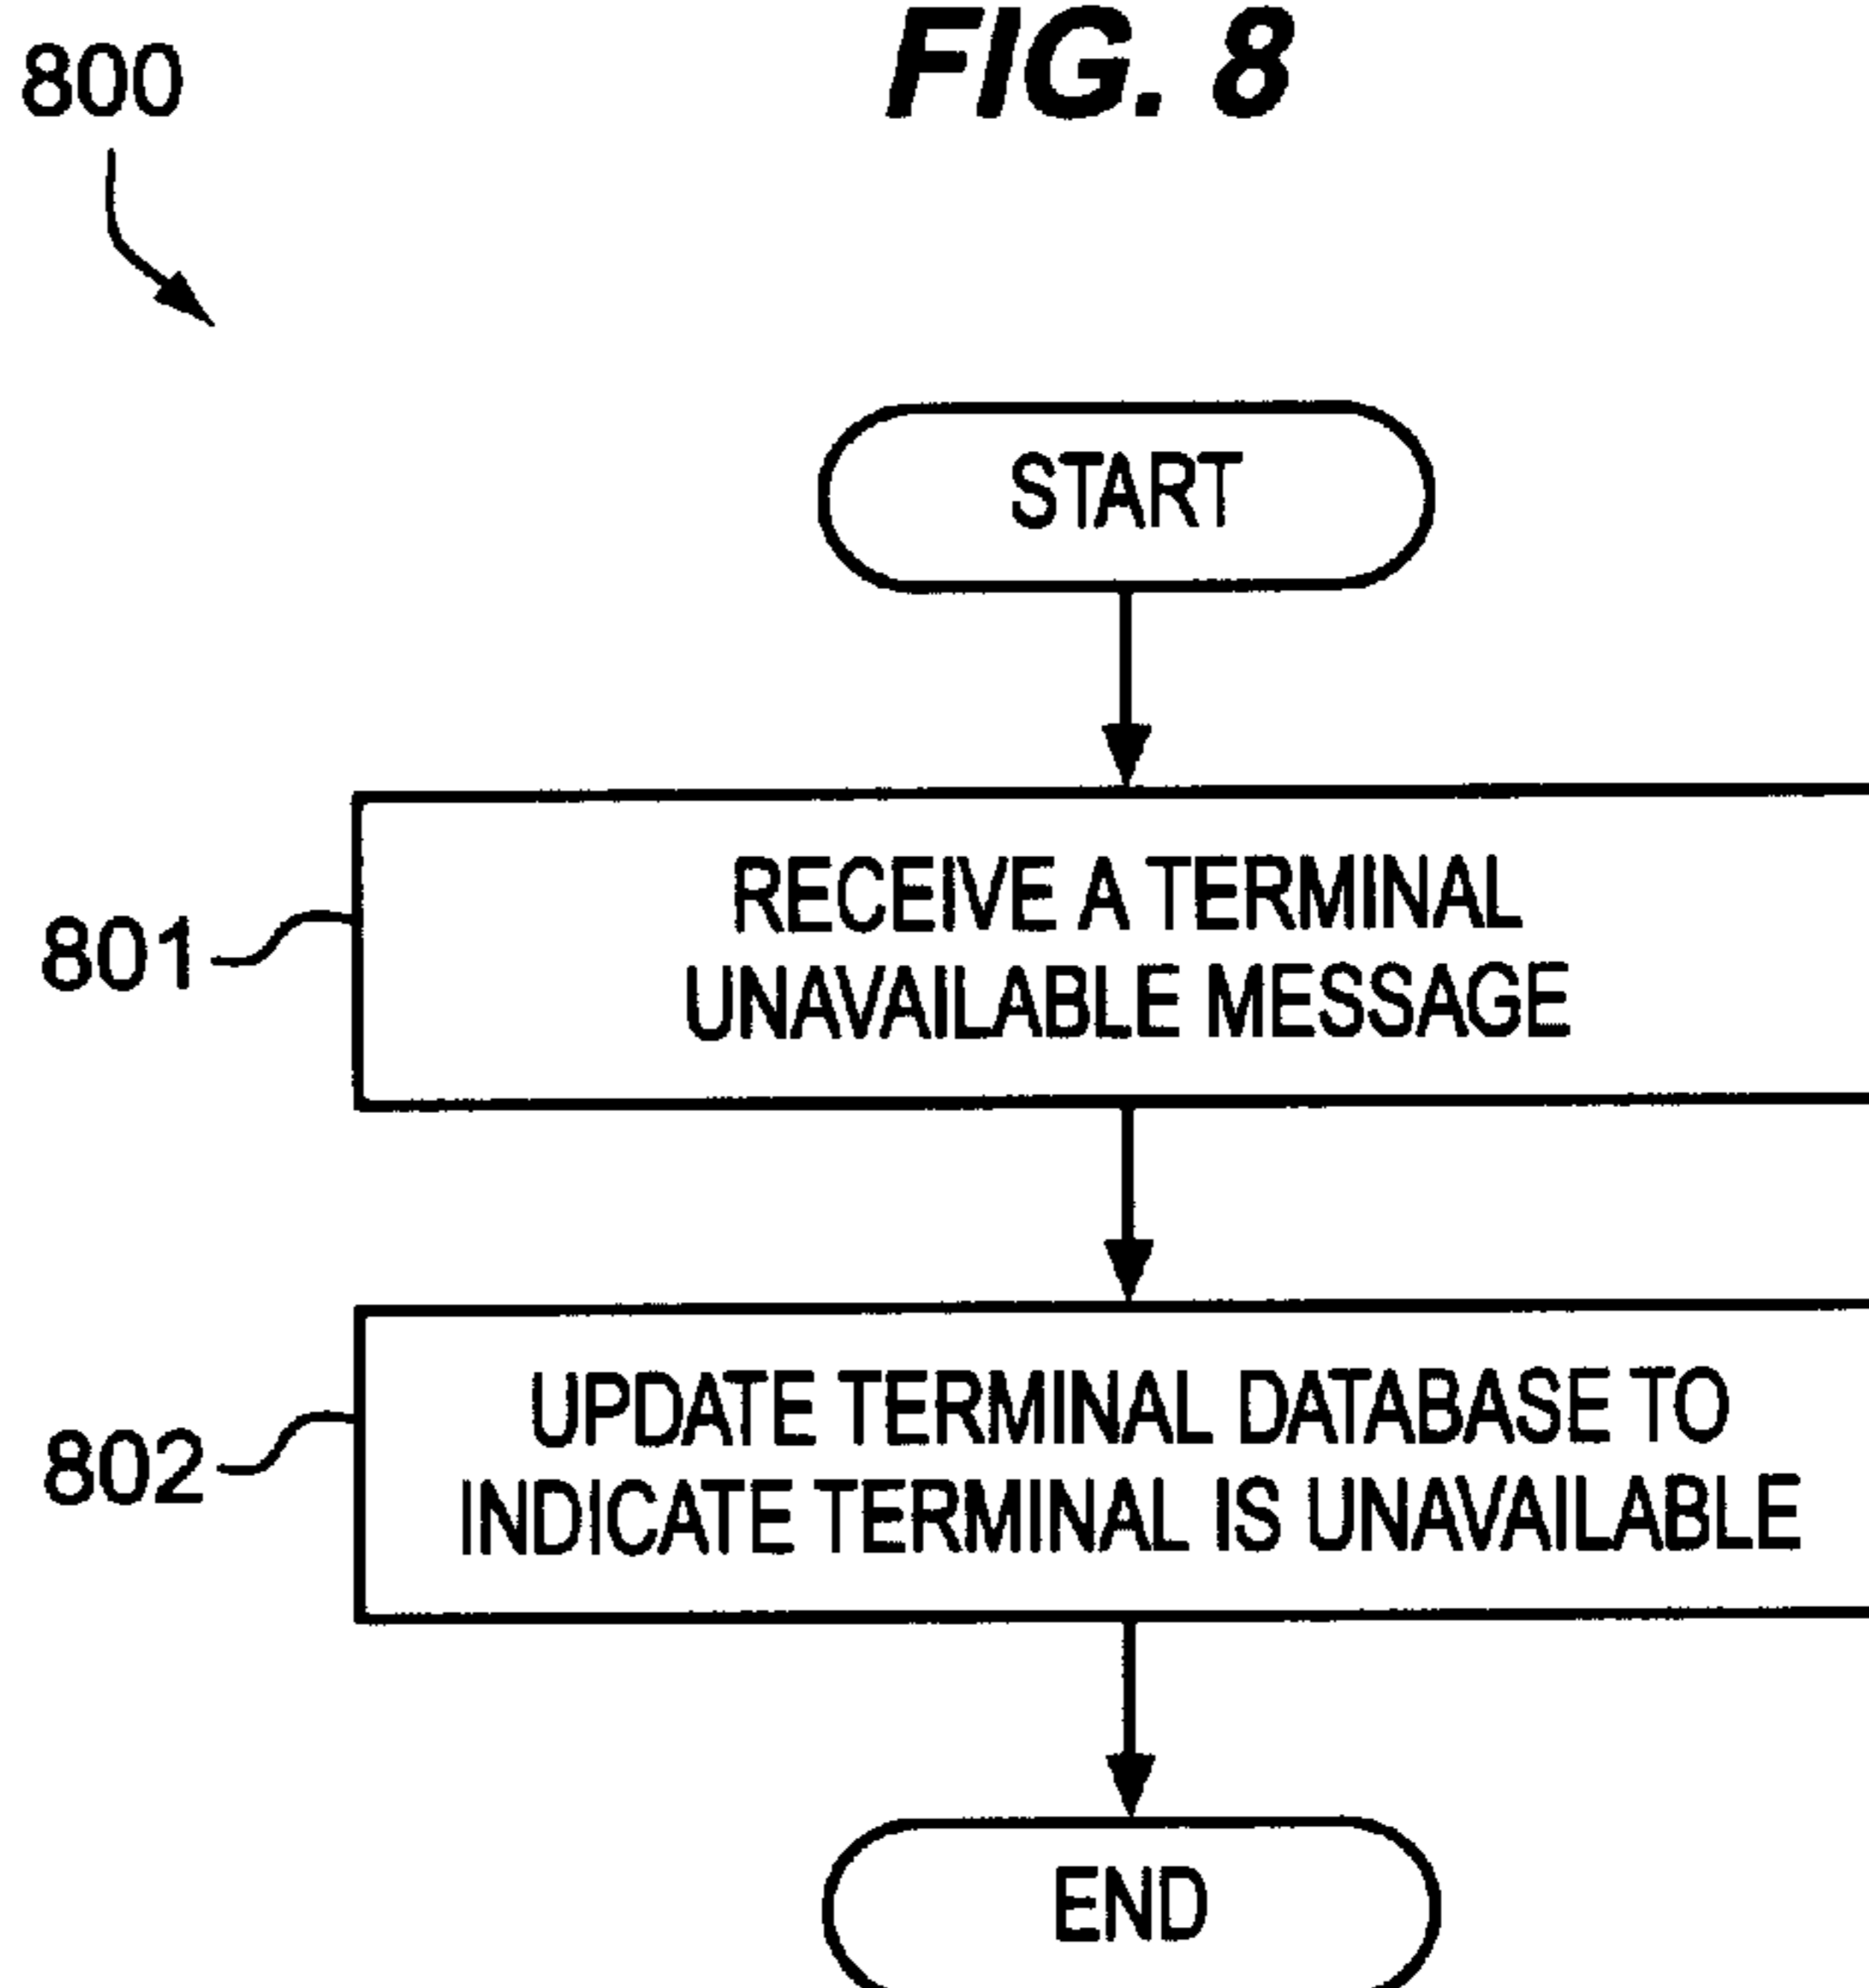 800
FIG. 8
START
801
RECEIVE A TERMINAL
UNAVAILABLE MESSAGE
802
UPDATE TERMINAL DATABASE TO
INDICATE TERMINAL IS UNAVAILABLE
END